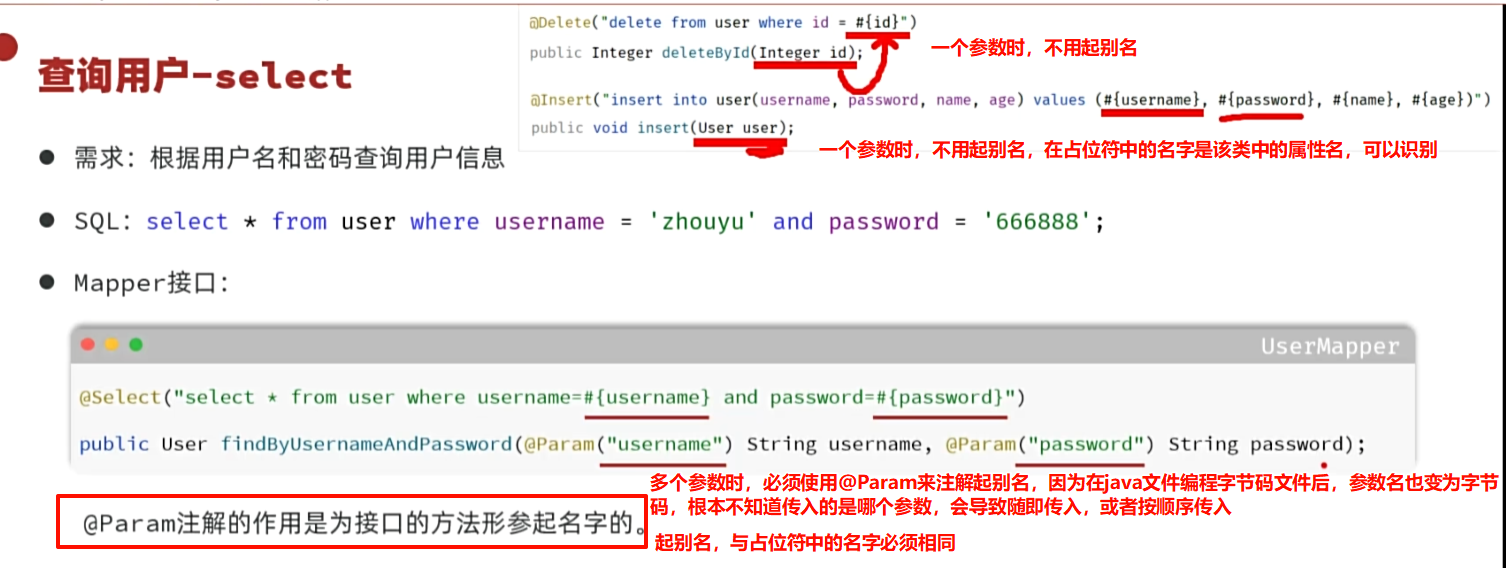 @Delete("delete from user where id = #{id}")
public Integer deleteById(Integer id);
一个参数时，不用起别名
查询用户-select
@Insert("insert into user(username, password, name, age) values (#{username}, #{password}, #{name}, #{age})")
public void insert(User user);
一个参数时，不用起别名，在占位符中的名字是该类中的属性名，可以识别
● 需求：根据用户名和密码查询用户信息
● SQL：select * from user where username = 'zhouyu' and password = '666888';
● Mapper接口：
UserMapper
@Select("select * from user where username=#{username} and password=#{password}")
public User findByUsernameAndPassword(@Param("username") String username, @Param("password") String password);
多个参数时，必须使用@Param来注解起别名，因为在java文件编程字节码文件后，参数名也变为字节
码，根本不知道传入的是哪个参数，会导致随即传入，或者按顺序传入
@Param注解的作用是为接口的方法形参起名字的。
起别名，与占位符中的名字必须相同